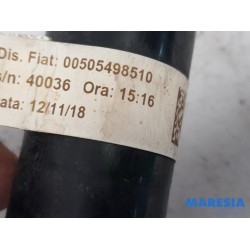 Dis. Fiat: 00505498510
s/n: 40036 Ora: 15:16
ata: 12/11/18
MARESIA